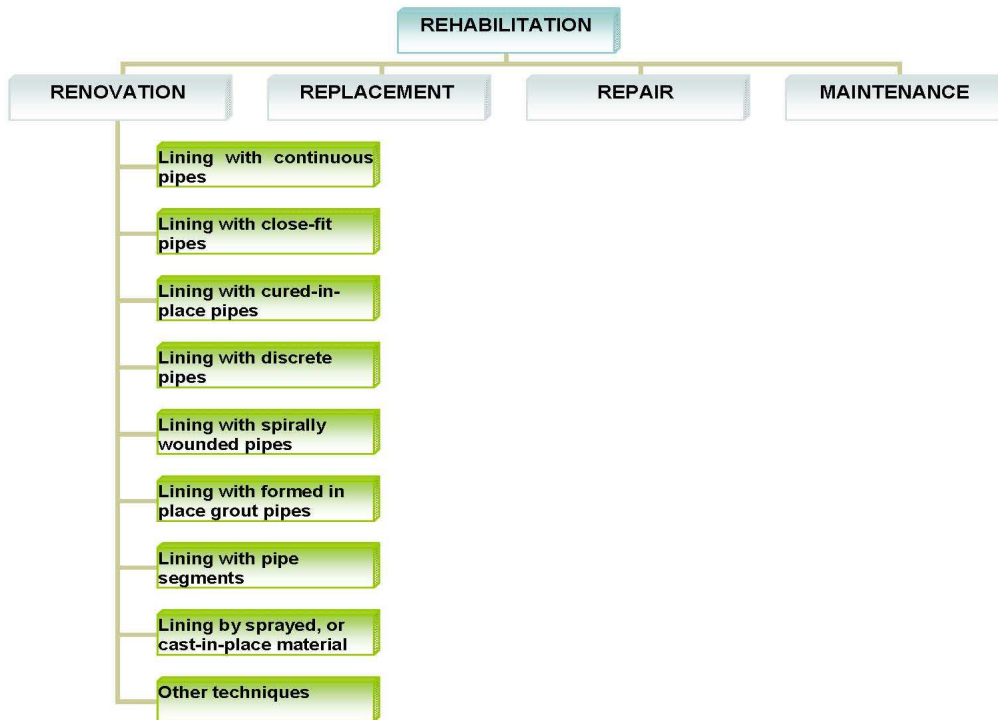 REHABILITATION
RENOVATION
REPLACEMENT
REPAIR
MAINTENANCE
Lining with continuous
pipes
Lining with close-fit
pipes
Lining with cured-in-
place pipes
Lining with discrete
pipes
Lining with spirally
wounded pipes
Lining with formed in
place grout pipes
Lining with pipe
segments
Lining by sprayed, or
cast-in-place material
Other techniques